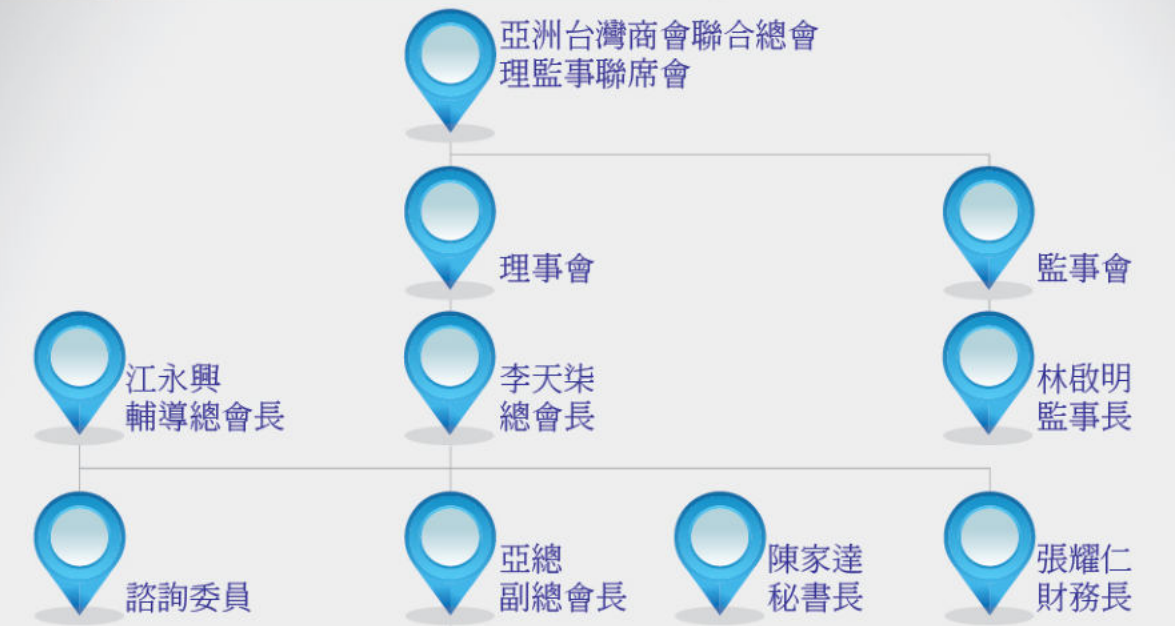 亞洲台灣商會聯合總會
理監事聯席會
理事會
監事會
江永興
輔導總會長
李天柒
總會長
林啟明
監事長
諮詢委員
亞總
副總會長
陳家達
秘書長
張耀仁
財務長